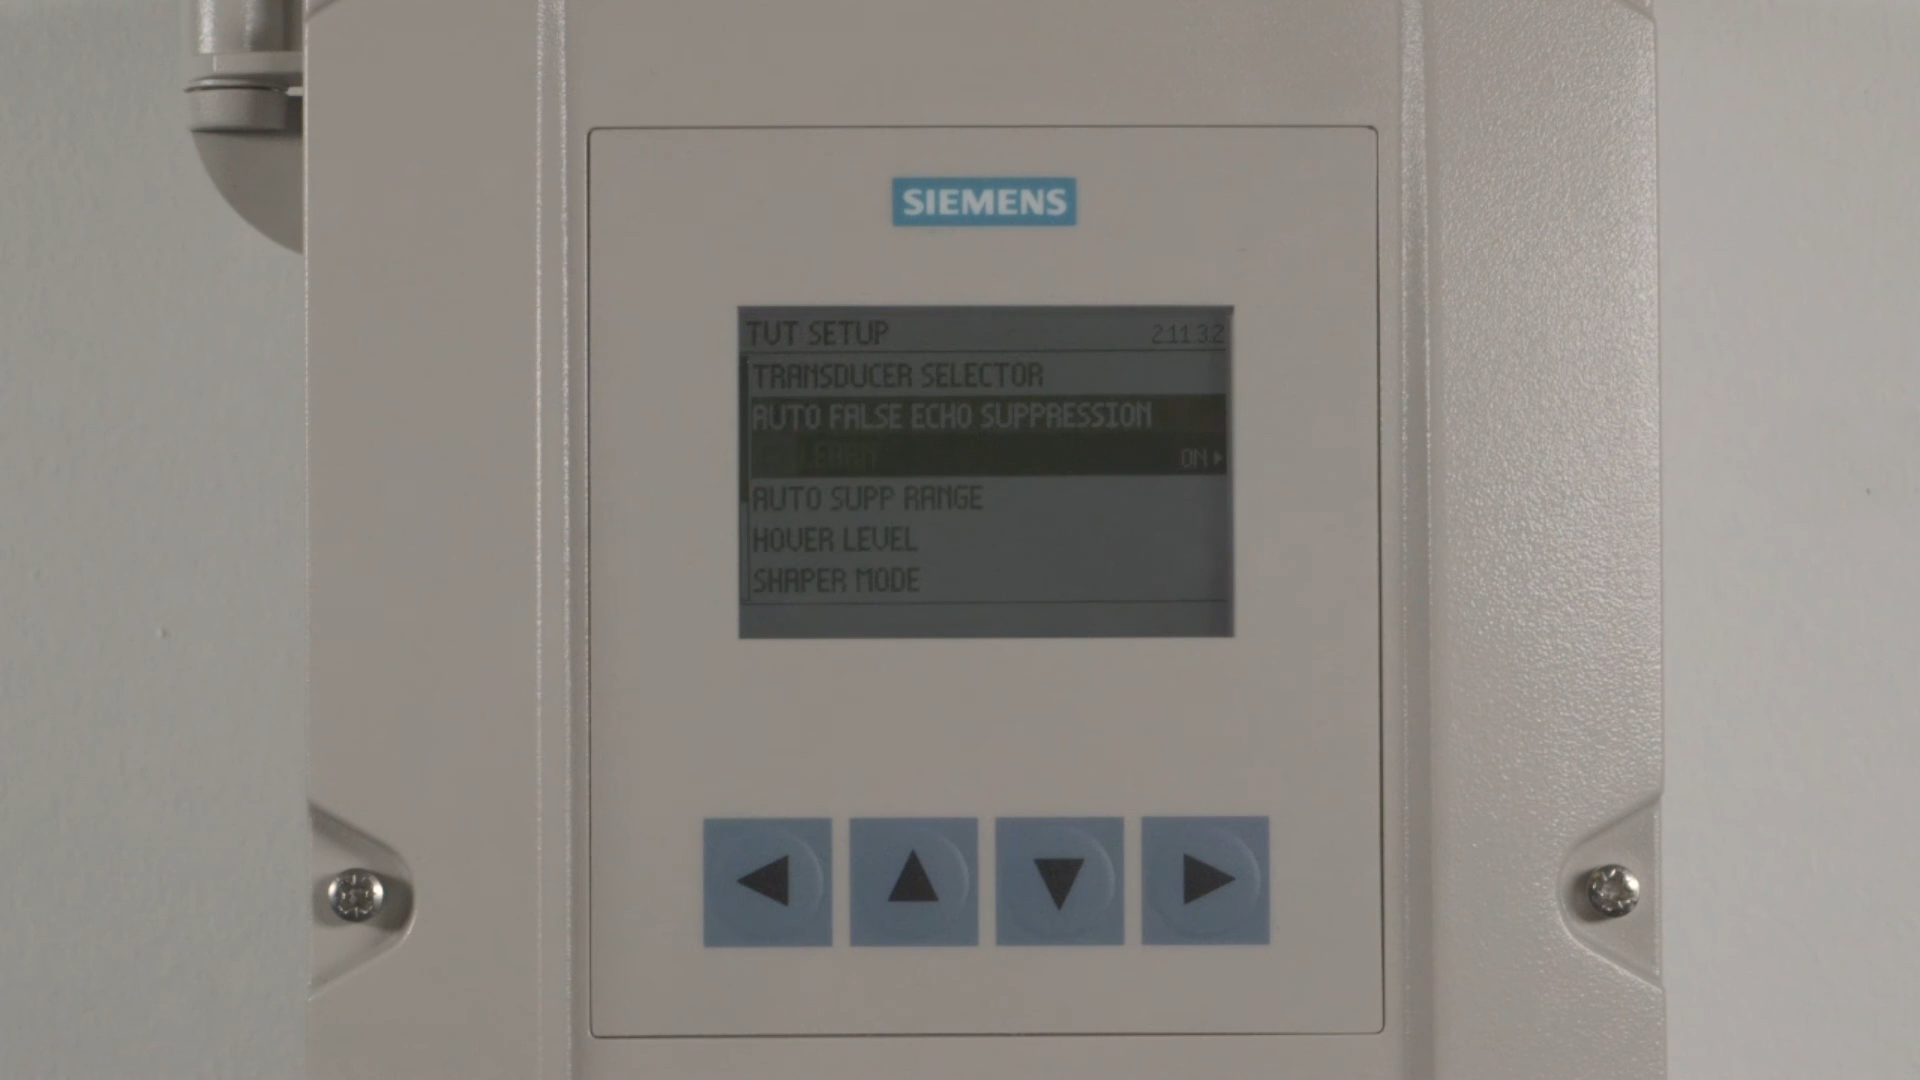 SIEMENS
TVT SETUP 2.11.3.2
TRANSDUCER SELECTOR
AUTO FALSE ECHO SUPPRESSION
ON
AUTO SUPP RANGE
HOVER LEVEL
SHAPER MODE